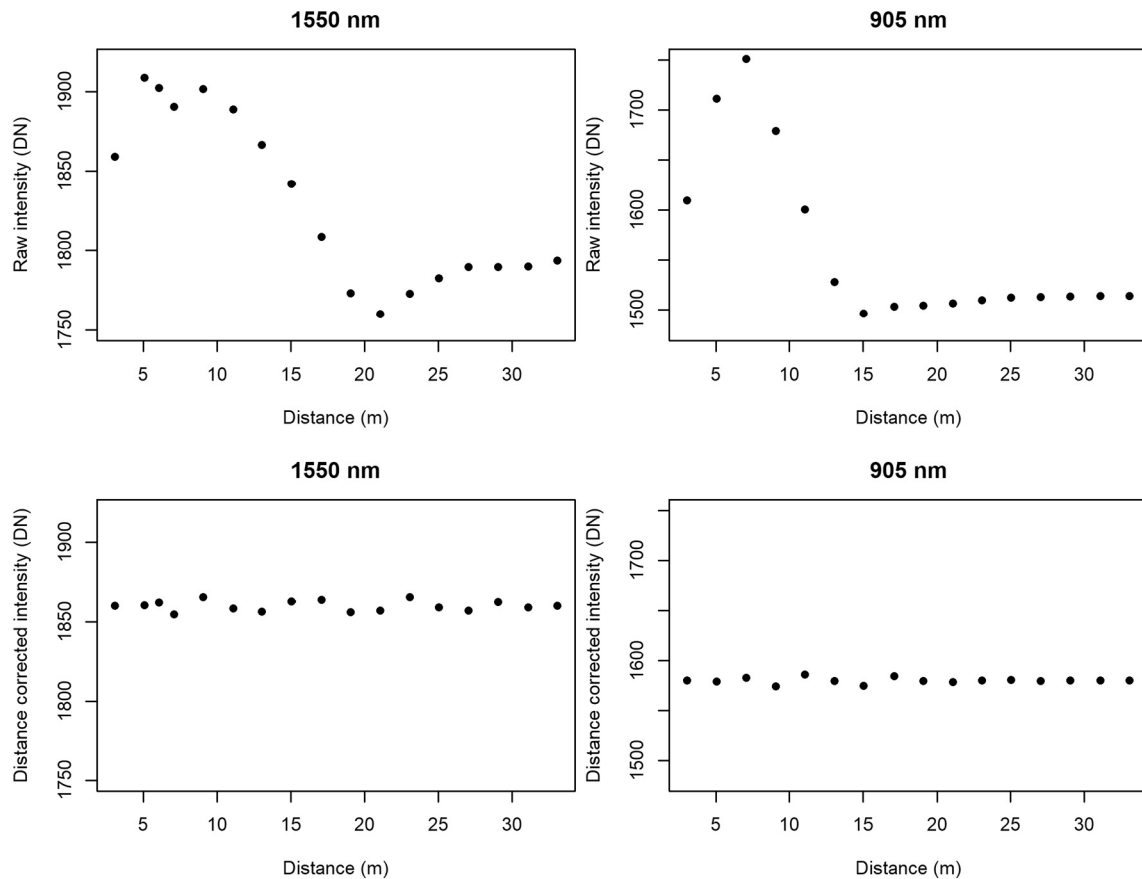 1550 nm
Raw intensity (DN)
1900
1850
1800
1750
5 10 15 20 25 30
Distance (m)
905 nm
Raw intensity (DN)
1700
1600
1500
5 10 15 20 25 30
Distance (m)
1550 nm
Distance corrected intensity (DN)
1900
1850
1800
1750
5 10 15 20 25 30
Distance (m)
905 nm
Distance corrected intensity (DN)
1700
1600
1500
5 10 15 20 25 30
Distance (m)